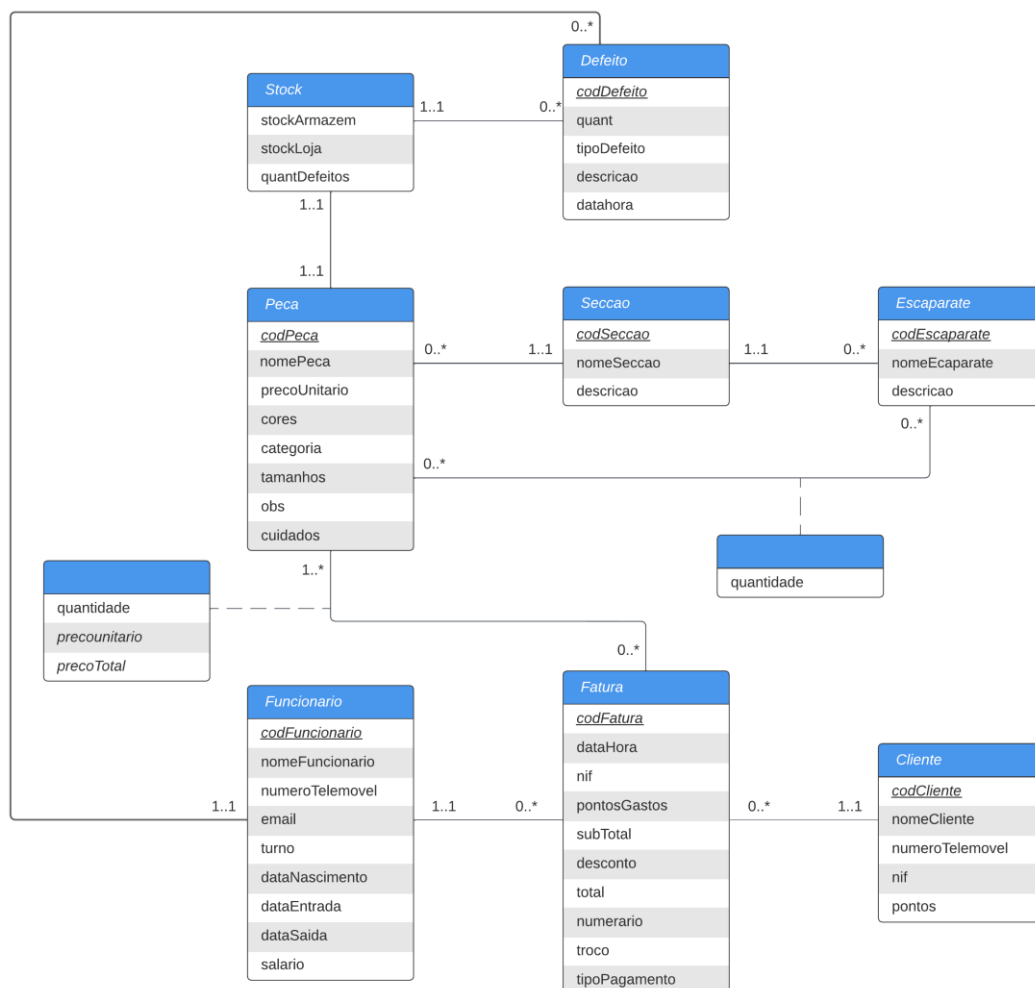 0..*
Defeito
codDefeito
quant
tipoDefeito
descricao
datahora
Stock
stockArmazem
stockLoja
quantDefeitos
1..1
0..*
1..1
1..1
Peca
codPeca
nomePeca
precoUnitario
cores
categoria
tamanhos
obs
cuidados
0..*
1..1
Seccao
codSeccao
nomeSeccao
descricao
1..1
0..*
Escaparate
codEscaparate
nomeEcaparate
descricao
0..*
0..*
quantidade
1..*
quantidade
precounitario
precoTotal
0..*
Funcionario
codFuncionario
nomeFuncionario
numeroTelemovel
email
turno
dataNascimento
dataEntrada
dataSaida
salario
1..1
1..1
0..*
Fatura
codFatura
dataHora
nif
pontosGastos
subTotal
desconto
total
numerario
troco
tipoPagamento
0..*
1..1
Cliente
codCliente
nomeCliente
numeroTelemovel
nif
pontos